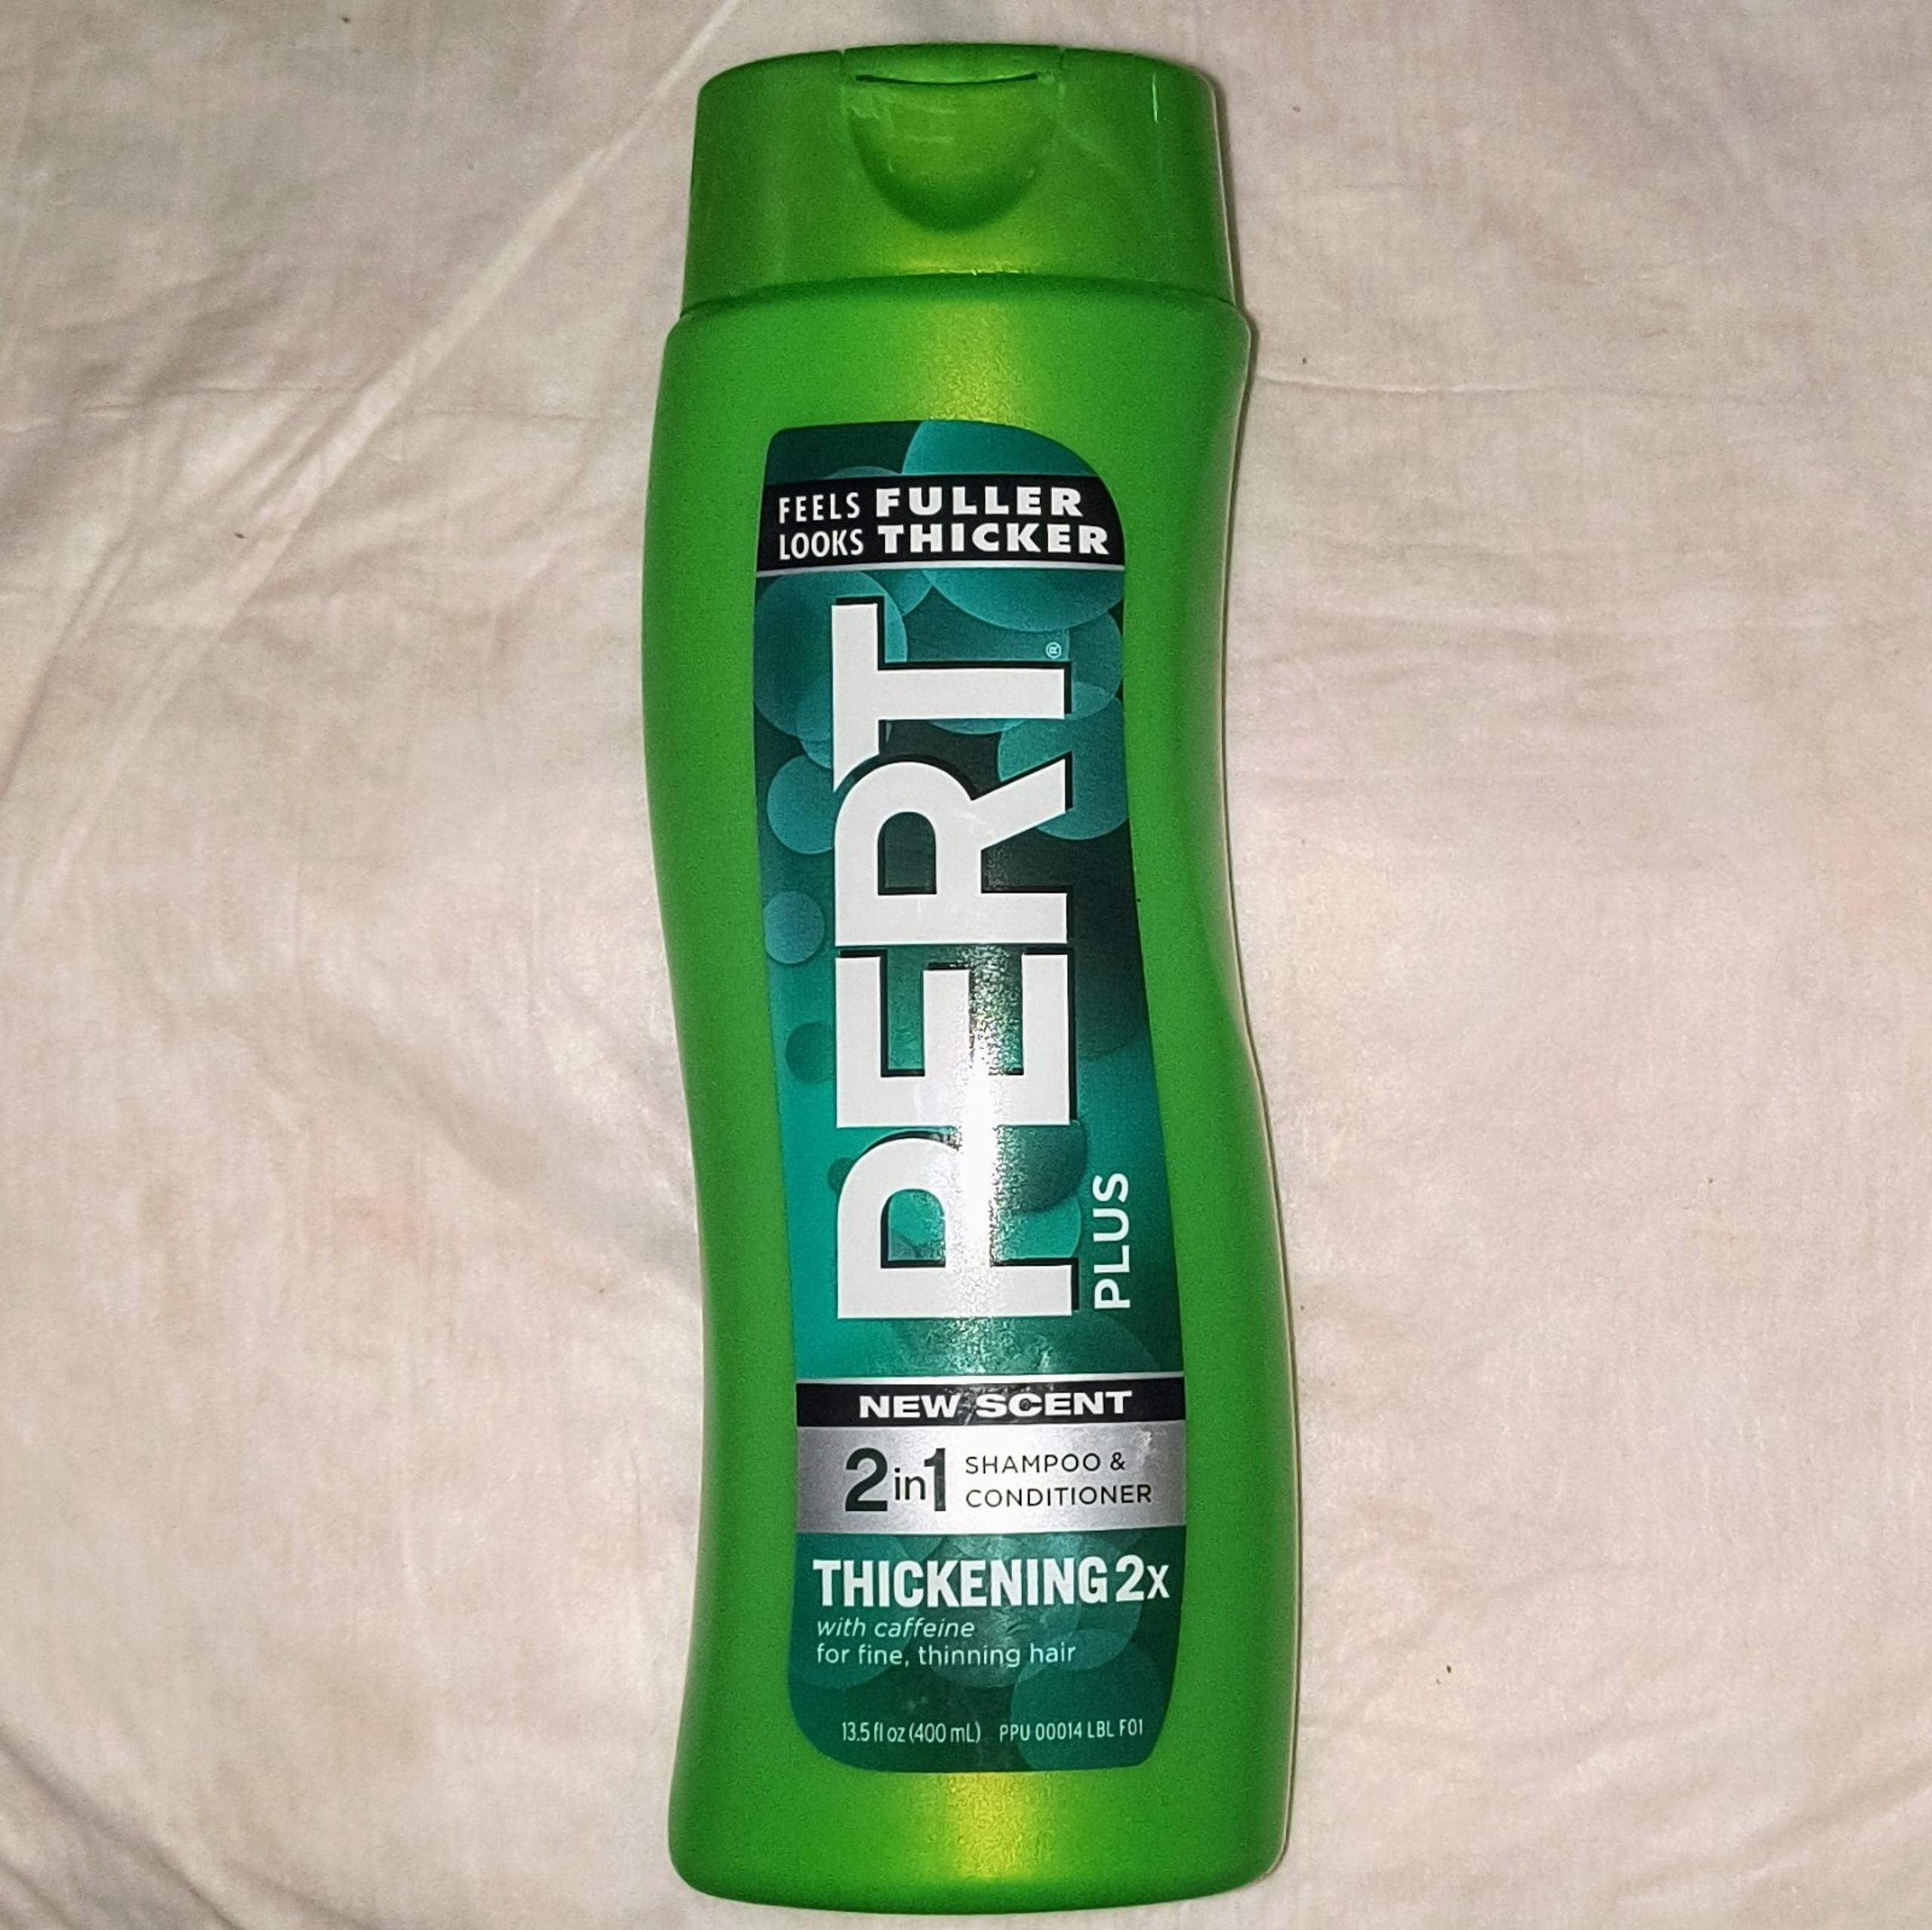 FEELS FULLER
LOOKS THICKER
PERT®
PLUS
NEW SCENT
2in1 SHAMPOO &
CONDITIONER
THICKENING 2x
with caffeine
for fine, thinning hair
13.5 fl oz (400 mL) PPU 00014 LBL F01